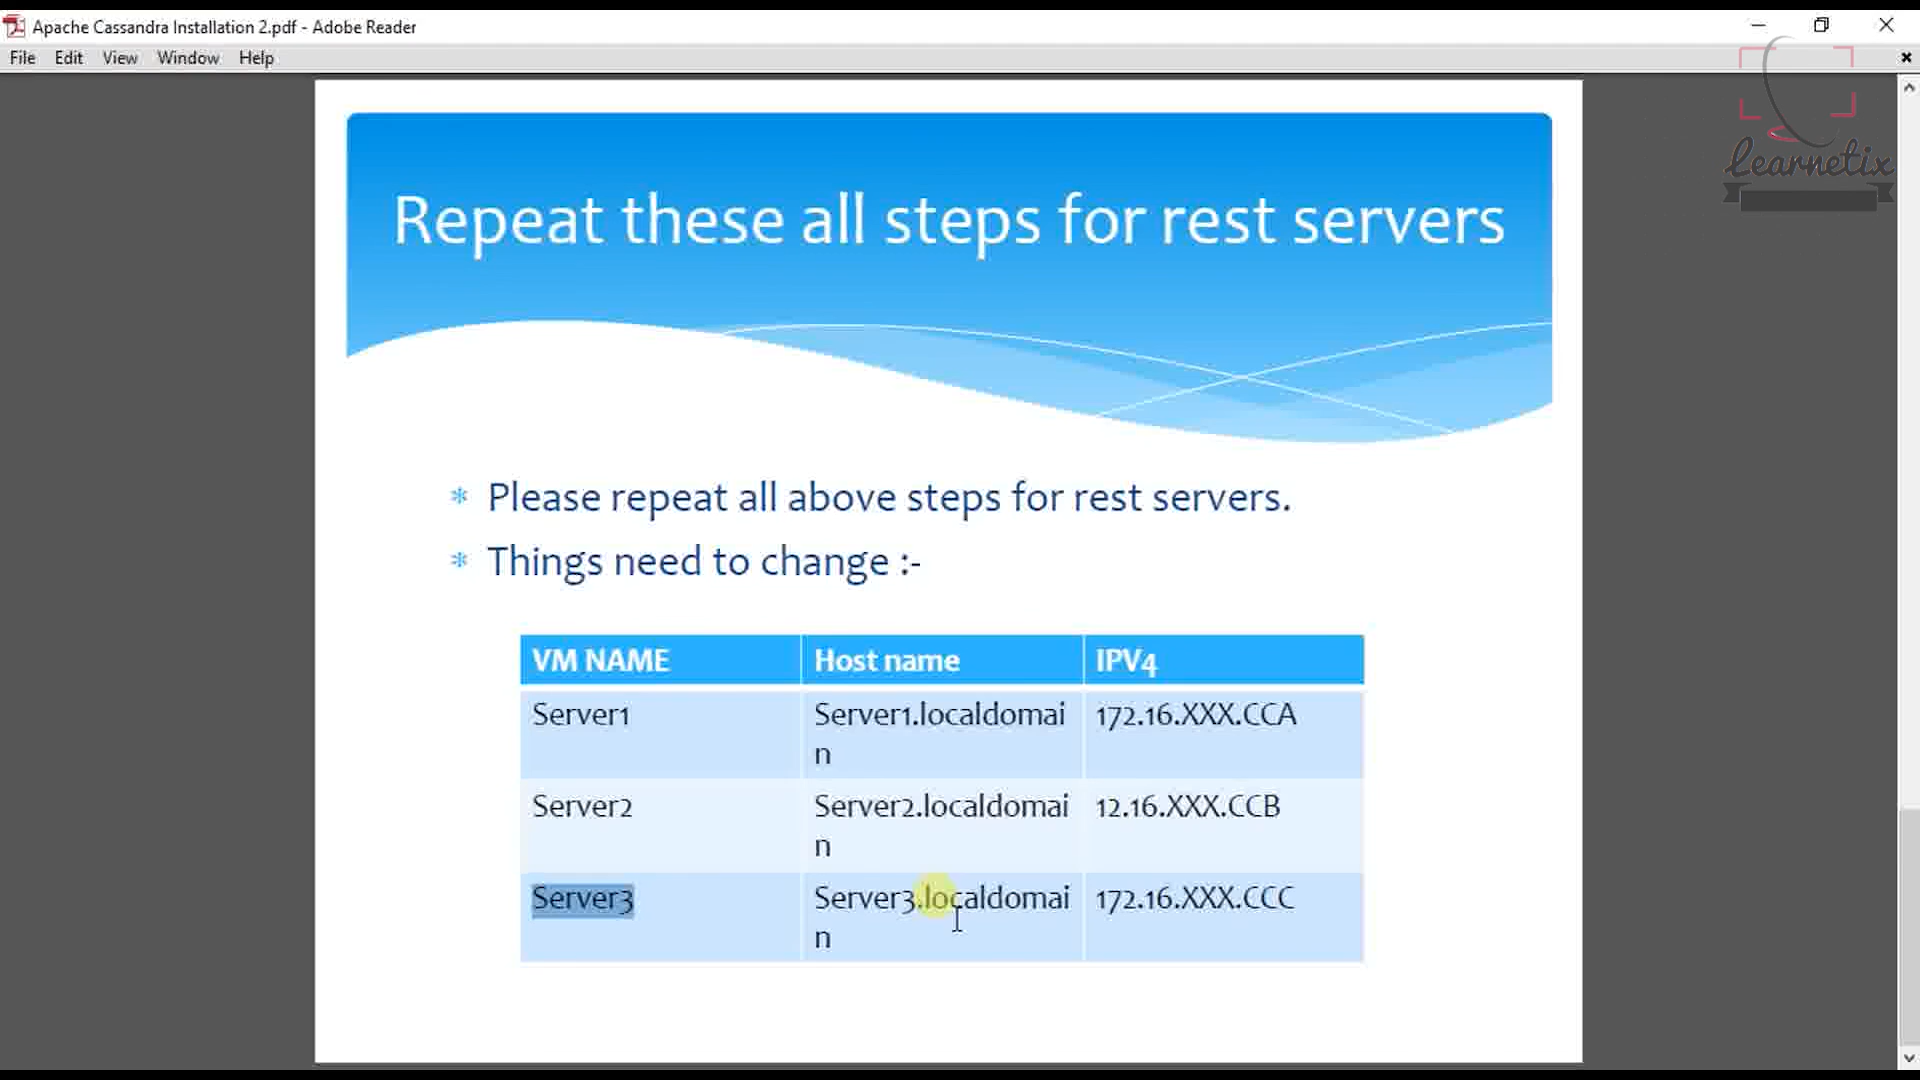 Apache Cassandra Installation 2.pdf - Adobe Reader
File Edit View Window Help
Learnetix
Repeat these all steps for rest servers
* Please repeat all above steps for rest servers.
* Things need to change :-
VM NAME Host name IPV4
Server1 Server1.localdomai 172.16.XXX.CCA
n
Server2 Server2.localdomai 12.16.XXX.CCB
n
Server3 Server3.localdomai 172.16.XXX.CCC
n